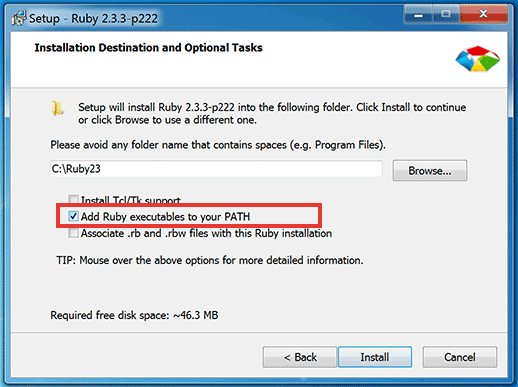 Setup - Ruby 2.3.3-p222
Installation Destination and Optional Tasks
Setup will install Ruby 2.3.3-p222 into the following folder. Click Install to continue
or click Browse to use a different one.
Please avoid any folder name that contains spaces (e.g. Program Files).
C:\Ruby23
Browse...
Install Tcl/Tk support
Add Ruby executables to your PATH
Associate .rb and .rbw files with this Ruby installation
TIP: Mouse over the above options for more detailed information.
Required free disk space: ~46.3 MB
< Back Install Cancel